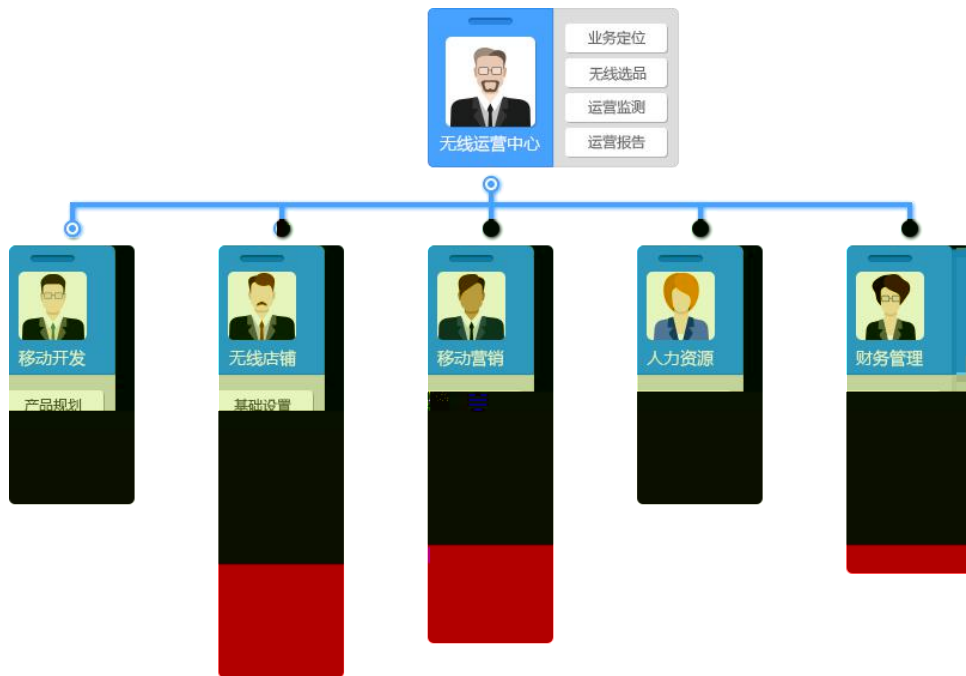 业务定位
无线选品
运营监测
运营报告
无线运营中心
移动开发
无线店铺
移动营销
人力资源
财务管理
产品规划
基础设置